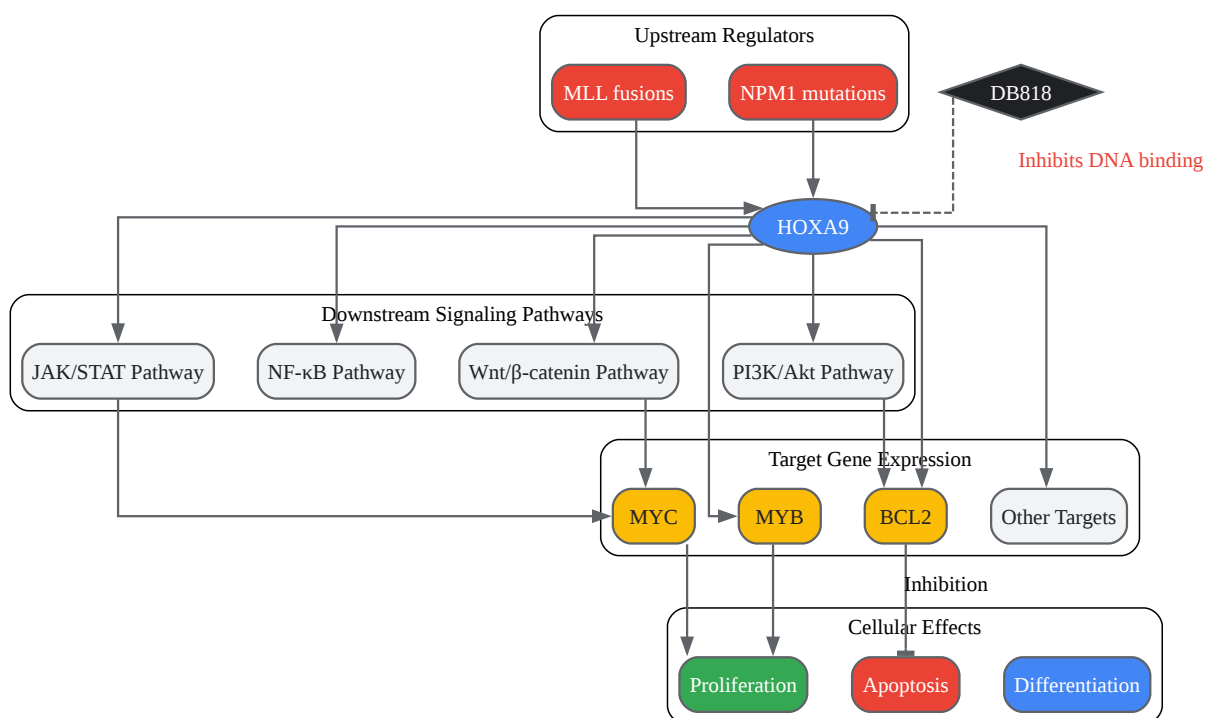 Upstream Regulators
MLL fusions
NPM1 mutations
DB818
Inhibits DNA binding
HOXA9
Downstream Signaling Pathways
JAK/STAT Pathway
NF-κB Pathway
Wnt/β-catenin Pathway
PI3K/Akt Pathway
Target Gene Expression
MYC
MYB
BCL2
Other Targets
Inhibition
Cellular Effects
Proliferation
Apoptosis
Differentiation